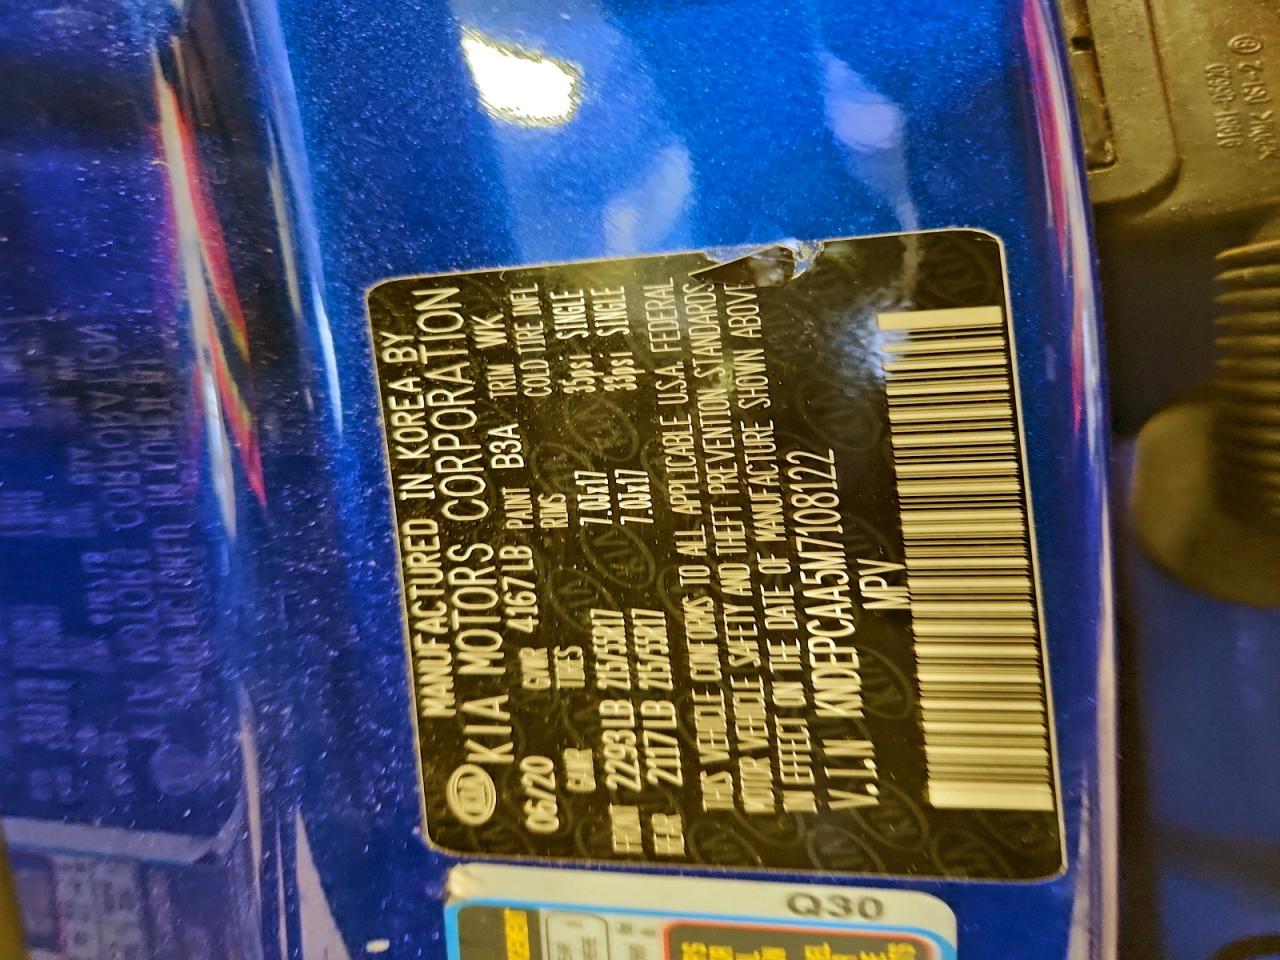 MANUFACTURED IN KOREA BY
KIA KIA MOTORS CORPORATION
06/20 GVWR 4167LB PAINT B3A TRIM WK
GAWR TIRES RIMS COLD TIRE INFL
FRON 2293LB 215/55R17 7.0Jx17 35psi SINGLE
REAR 2117LB 215/55R17 7.0Jx17 33psi SINGLE
THIS VEHICLE CONFORMS TO ALL APPLICABLE U.S.A. FEDERAL
MOTOR VEHICLE SAFETY AND THEFT PREVENTION STANDARDS
IN EFFECT ON THE DATE OF MANUFACTURE SHOWN ABOVE
V.I.N KNDEPCAA5M7108122
MPV
Q30